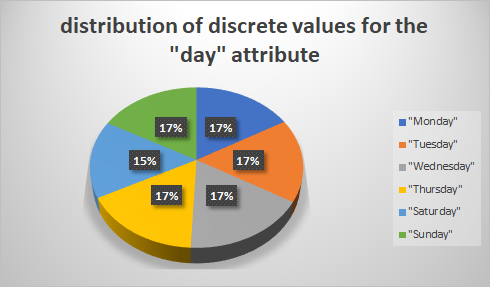 distribution of discrete values for the
"day" attribute
17%
17%
17%
17%
15%
17%
"Monday"
"Tuesday"
"Wednesday"
"Thursday"
"Saturday"
"Sunday"